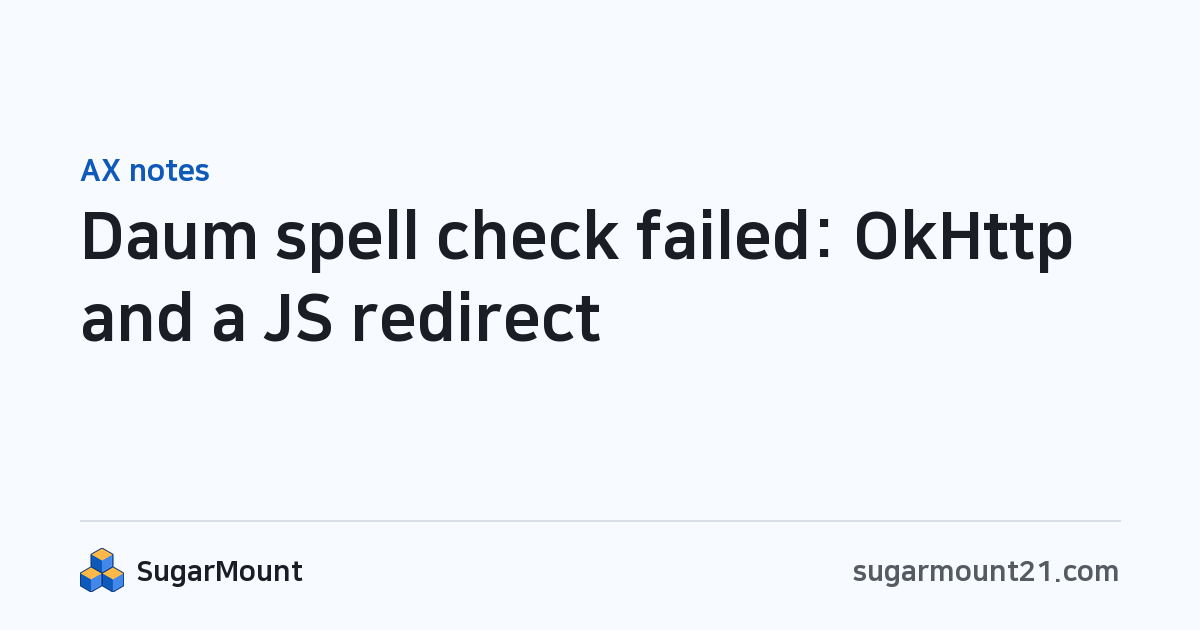 AX notes
Daum spell check failed: OkHttp
and a JS redirect
SugarMount
sugarmount21.com